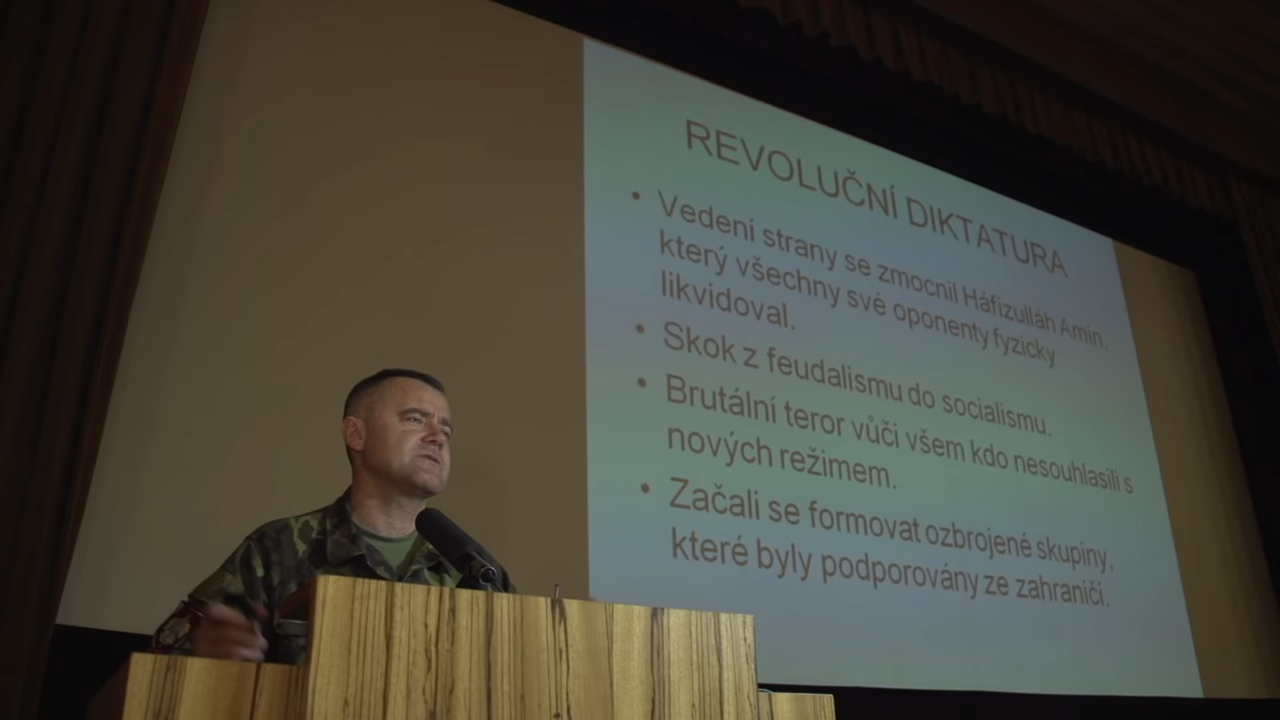 REVOLUČNÍ DIKTATURA
• Vedení strany se zmocnil Háfizulláh Amín.
který všechny své oponenty fyzicky
likvidoval.
• Skok z feudalismu do socialismu.
• Brutální teror vůči všem kdo nesouhlasili s
nových režimem.
• Začali se formovat ozbrojené skupiny,
které byly podporovány ze zahraničí.